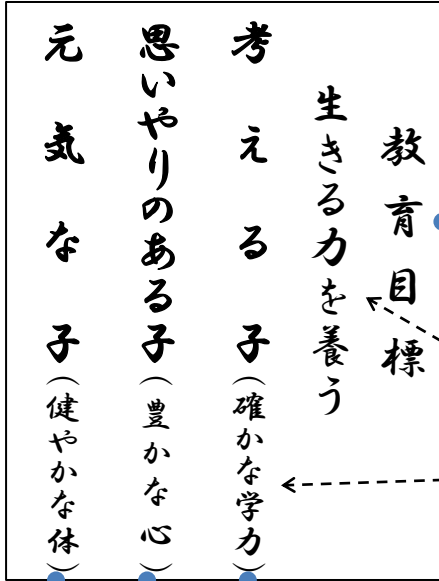 教育目標
生きる力を養う
考える子（確かな学力）
思いやりのある子（豊かな心）
元気な子（健やかな体）